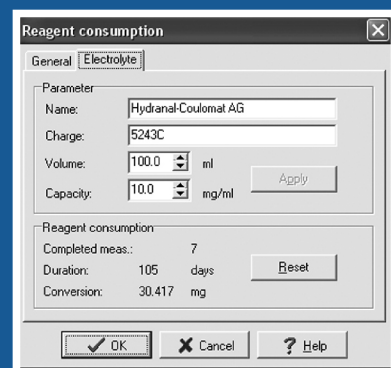 Reagent consumption
General Electrolyte
Parameter
Name: Hydranal-Coulomat AG
Charge: 5243C
Volume: 100.0 ml
Capacity: 10.0 mg/ml
Apply
Reagent consumption
Completed meas.: 7
Duration: 105 days
Conversion: 30.417 mg
Reset
OK Cancel ? Help